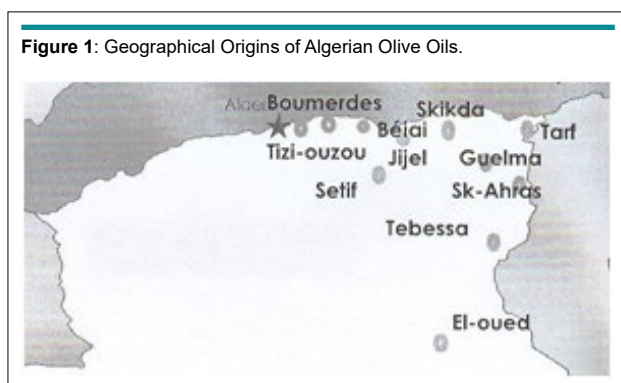 Figure 1: Geographical Origins of Algerian Olive Oils.
Alger Boumerdes
Skikda
Béjai
Tarf
Tizi-ouzou
Jijel
Guelma
Setif
Sk-Ahras
Tebessa
El-oued